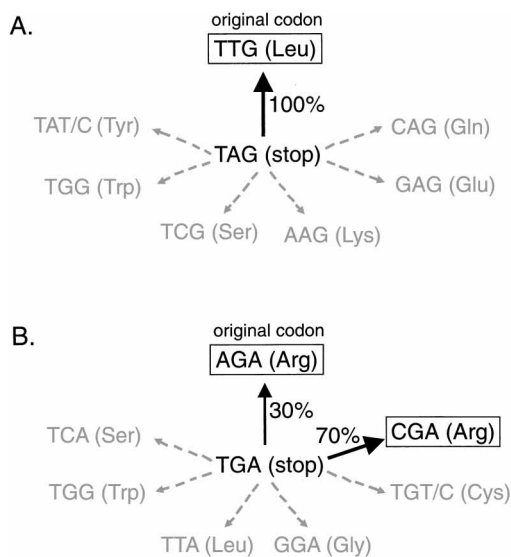 A.
original codon
TTG (Leu)
100%
TAT/C (Tyr)
CAG (Gln)
TAG (stop)
TGG (Trp)
GAG (Glu)
TCG (Ser)
AAG (Lys)
B.
original codon
AGA (Arg)
30%
70%
CGA (Arg)
TCA (Ser)
TGA (stop)
TGG (Trp)
TGT/C (Cys)
TTA (Leu)
GGA (Gly)